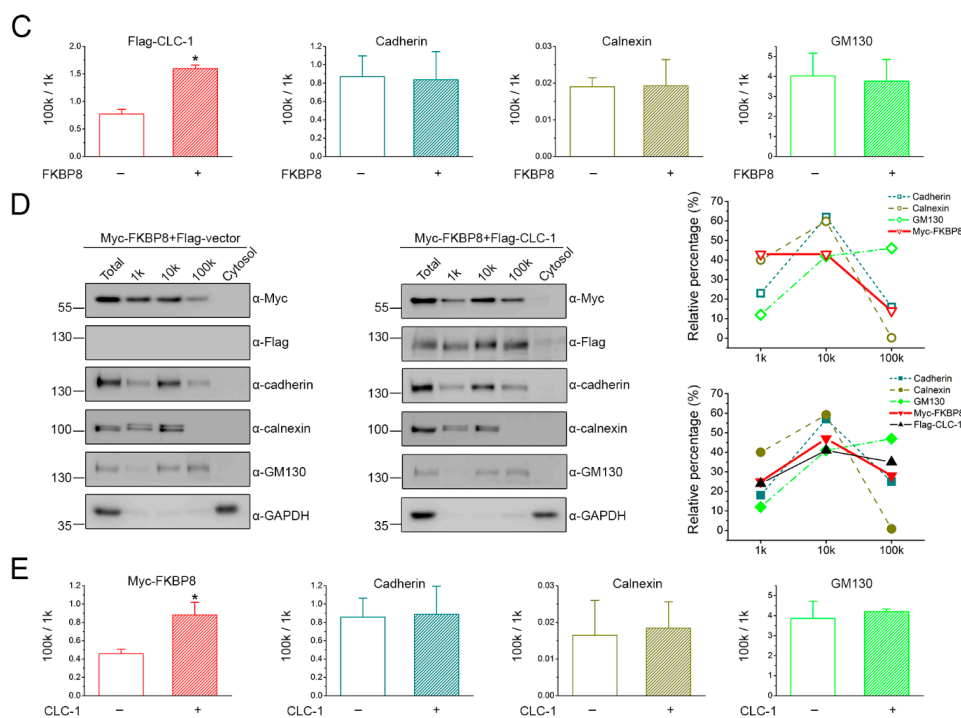 C
Flag-CLC-1
100k / 1k
2.0
1.5
1.0
0.5
0.0
FKBP8
–
+
*
Cadherin
100k / 1k
1.2
1.0
0.8
0.6
0.4
0.2
0.0
FKBP8
–
+
Calnexin
100k / 1k
0.03
0.02
0.01
0.00
FKBP8
–
+
GM130
100k / 1k
5
4
3
2
1
0
FKBP8
–
+
D
Myc-FKBP8+Flag-vector
Total 1k 10k 100k Cytosol
55 α-Myc
130 α-Flag
130 α-cadherin
100 α-calnexin
130 α-GM130
35 α-GAPDH
Myc-FKBP8+Flag-CLC-1
Total 1k 10k 100k Cytosol
55 α-Myc
130 α-Flag
130 α-cadherin
100 α-calnexin
130 α-GM130
35 α-GAPDH
Cadherin
Calnexin
GM130
Myc-FKBP8
Relative percentage (%)
70
60
50
40
30
20
10
0
1k 10k 100k
Cadherin
Calnexin
GM130
Myc-FKBP8
Flag-CLC-1
Relative percentage (%)
70
60
50
40
30
20
10
0
1k 10k 100k
E
Myc-FKBP8
100k / 1k
1.2
1.0
0.8
0.6
0.4
0.2
0.0
CLC-1
–
+
*
Cadherin
100k / 1k
1.2
1.0
0.8
0.6
0.4
0.2
0.0
CLC-1
–
+
Calnexin
100k / 1k
0.03
0.02
0.01
0.00
CLC-1
–
+
GM130
100k / 1k
5
4
3
2
1
0
CLC-1
–
+